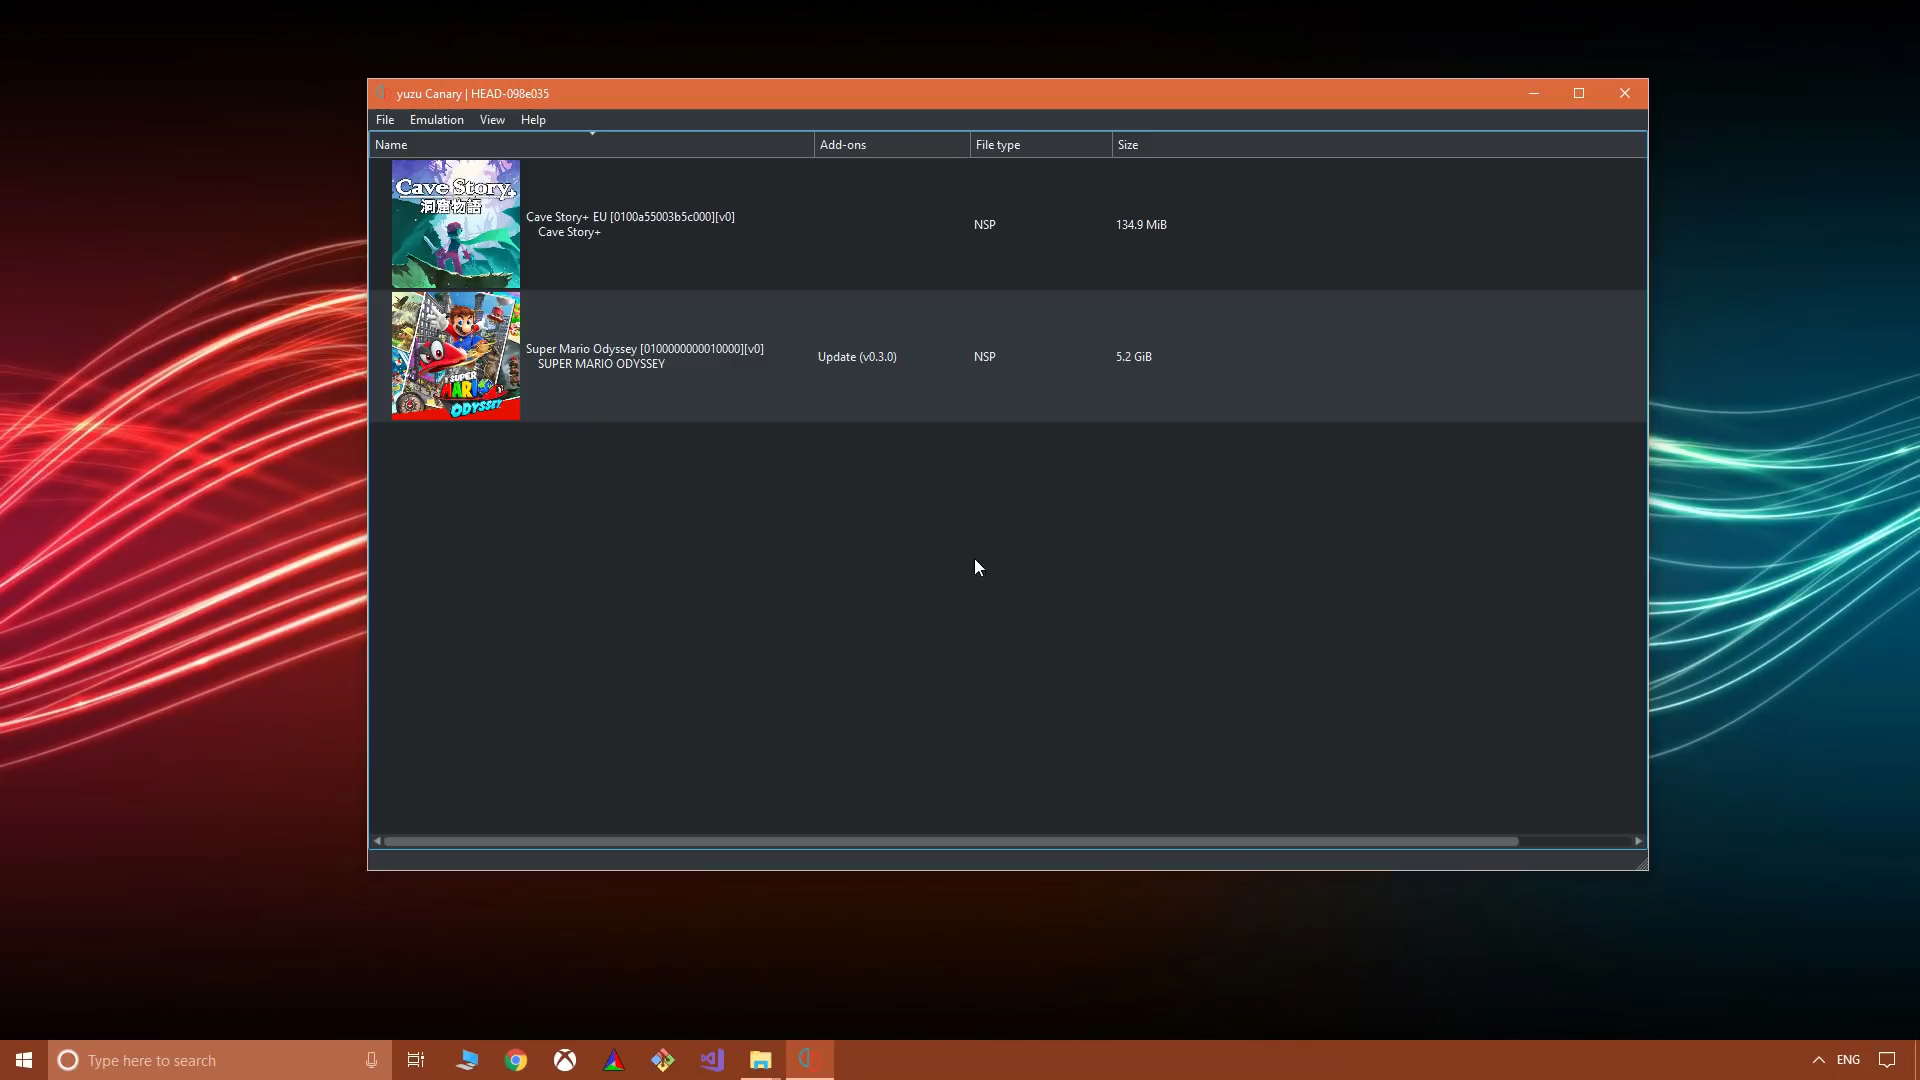 yuzu Canary | HEAD-098e035
File Emulation View Help
Name Add-ons File type Size
Cave Story+
洞窟物語
Cave Story+ EU [0100a55003b5c000][v0]
Cave Story+
NSP
134.9 MiB
SUPER
MARIO
ODYSSEY
Super Mario Odyssey [0100000000010000][v0]
SUPER MARIO ODYSSEY
Update (v0.3.0)
NSP
5.2 GiB
Type here to search
ENG